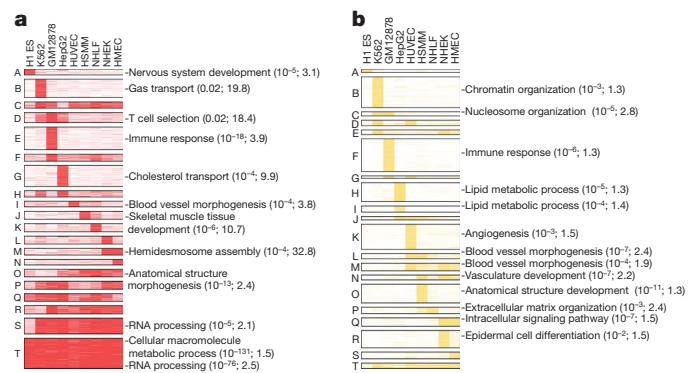 a
H1 ES
K562
GM12878
HepG2
HUVEC
HSMM
NHLF
NHEK
HMEC
A
-Nervous system development (10–5; 3.1)
B
-Gas transport (0.02; 19.8)
C
D
-T cell selection (0.02; 18.4)
E
-Immune response (10–18; 3.9)
F
G
-Cholesterol transport (10–4; 9.9)
H
I
-Blood vessel morphogenesis (10–4; 3.8)
J
-Skeletal muscle tissue
K
development (10–6; 10.7)
L
M
-Hemidesmosome assembly (10–4; 32.8)
N
O
-Anatomical structure
P
morphogenesis (10–13; 2.4)
Q
R
S
-RNA processing (10–5; 2.1)
T
-Cellular macromolecule
metabolic process (10–131; 1.5)
-RNA processing (10–76; 2.5)
b
H1 ES
K562
GM12878
HepG2
HUVEC
HSMM
NHLF
NHEK
HMEC
A
B
-Chromatin organization (10–3; 1.3)
C
-Nucleosome organization (10–5; 2.8)
D
E
F
-Immune response (10–6; 1.3)
G
H
-Lipid metabolic process (10–5; 1.3)
I
-Lipid metabolic process (10–4; 1.4)
J
K
-Angiogenesis (10–3; 1.5)
L
-Blood vessel morphogenesis (10–7; 2.4)
M
-Blood vessel morphogenesis (10–4; 1.9)
N
-Vasculature development (10–7; 2.2)
O
-Anatomical structure development (10–11; 1.3)
P
-Extracellular matrix organization (10–3; 2.4)
Q
-Intracellular signaling pathway (10–7; 1.5)
R
-Epidermal cell differentiation (10–2; 1.5)
S
T